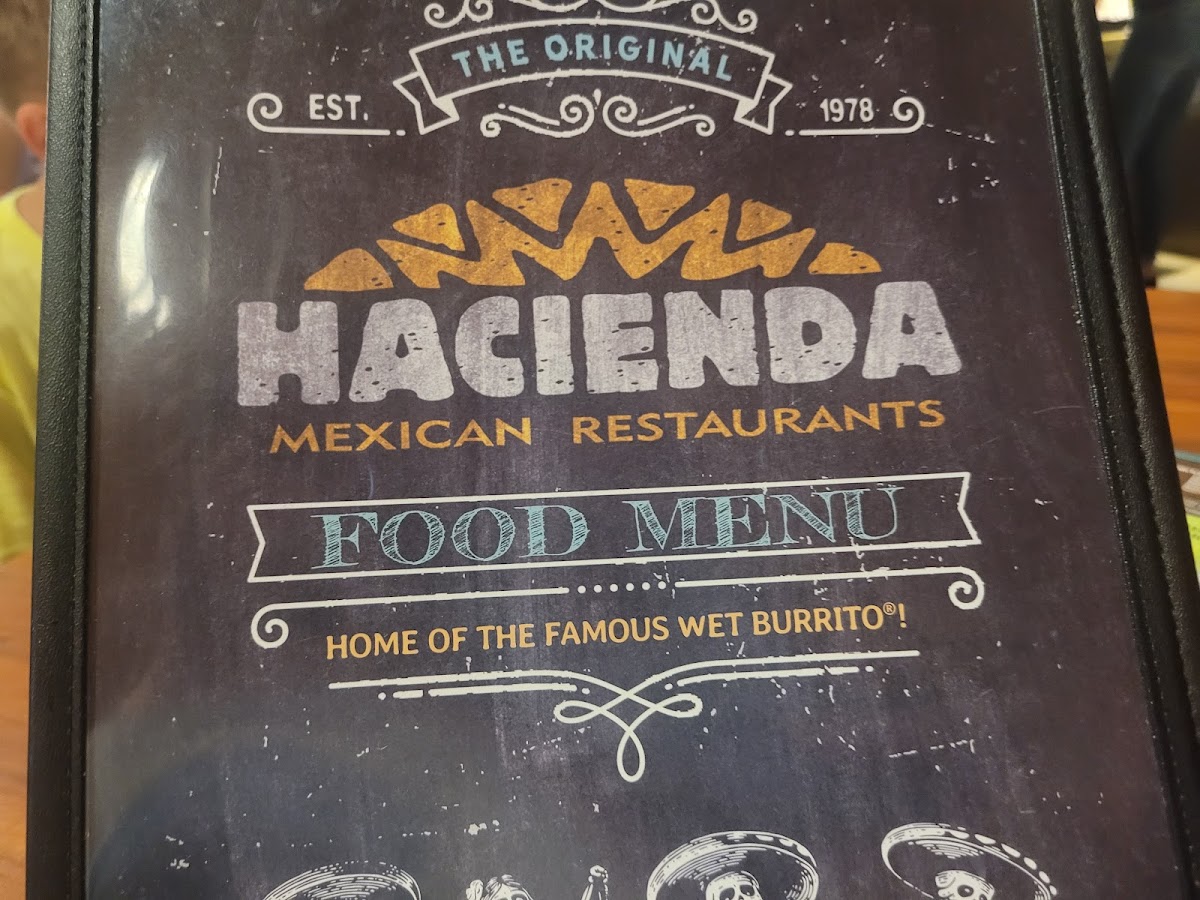 THE ORIGINAL
EST. 1978
HACIENDA
MEXICAN RESTAURANTS
FOOD MENU
HOME OF THE FAMOUS WET BURRITO®!